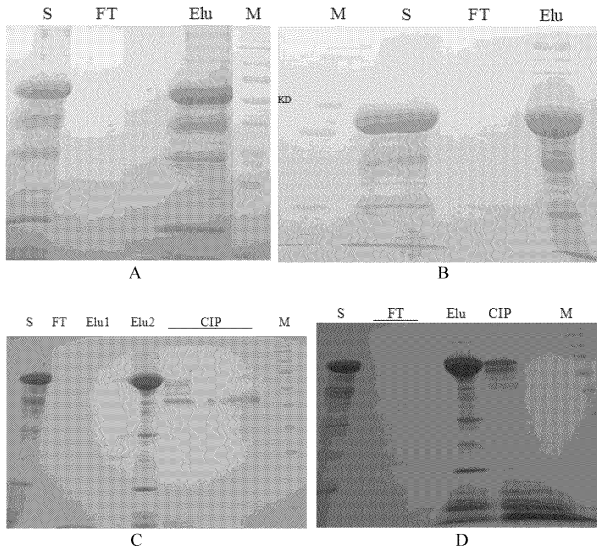 S FT Elu M
M S FT Elu
KD
A
B
S FT Elu1 Elu2 CIP M
S FT Elu CIP M
C
D